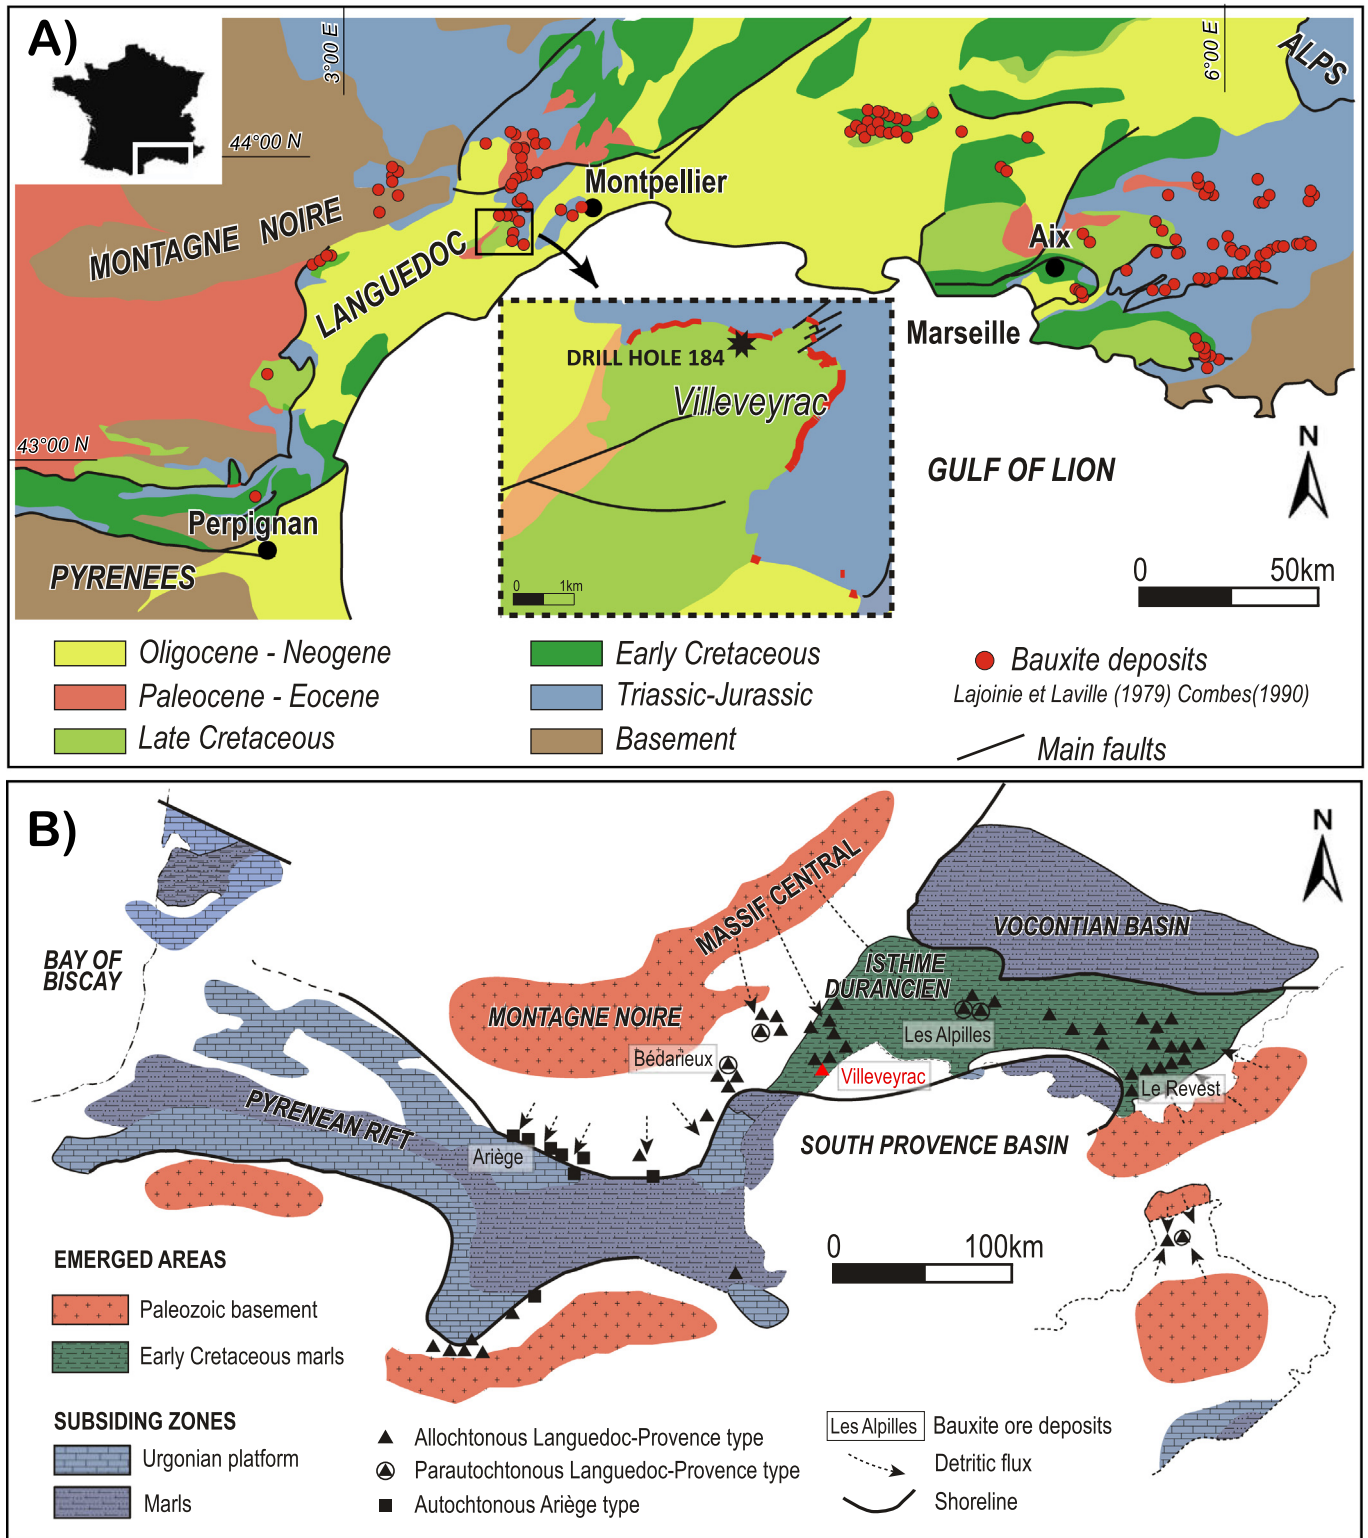 A)
3°00 E
6°00 E
ALPS
44°00 N
MONTAGNE NOIRE
Montpellier
LANGUEDOC
Aix
Marseille
DRILL HOLE 184
Villeveyrac
0 1km
43°00 N
Perpignan
PYRENEES
GULF OF LION
N
0 50km
Oligocene - Neogene
Paleocene - Eocene
Late Cretaceous
Early Cretaceous
Triassic-Jurassic
Basement
Bauxite deposits
Lajoinie et Laville (1979) Combes(1990)
Main faults
B)
N
BAY OF
BISCAY
MASSIF CENTRAL
MONTAGNE NOIRE
VOCONTIAN BASIN
ISTHME
DURANCIEN
Les Alpilles
Bédarieux
Villeveyrac
Le Revest
PYRENEAN RIFT
Ariège
SOUTH PROVENCE BASIN
0 100km
EMERGED AREAS
Paleozoic basement
Early Cretaceous marls
SUBSIDING ZONES
Urgonian platform
Marls
Allochtonous Languedoc-Provence type
Parautochtonous Languedoc-Provence type
Autochtonous Ariège type
Les Alpilles Bauxite ore deposits
Detritic flux
Shoreline